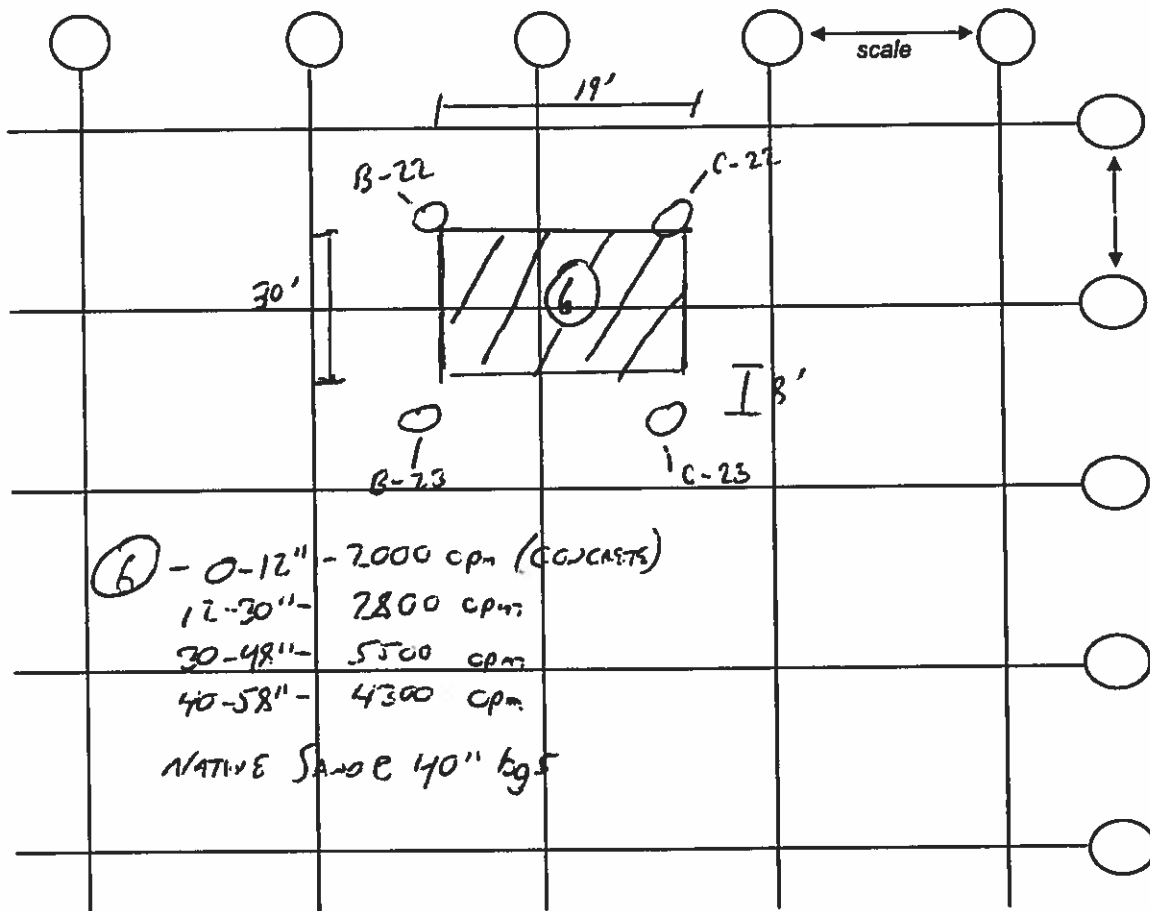 scale
19'
B-22
C-22
30'
6
8'
B-23
C-23
6 - 0-12" - 2000 cpm (CONCRETE)
12-30" - 2800 cpm
30-48" - 5500 cpm
40-58" - 4300 cpm
NATIVE SAND @ 40" bgs